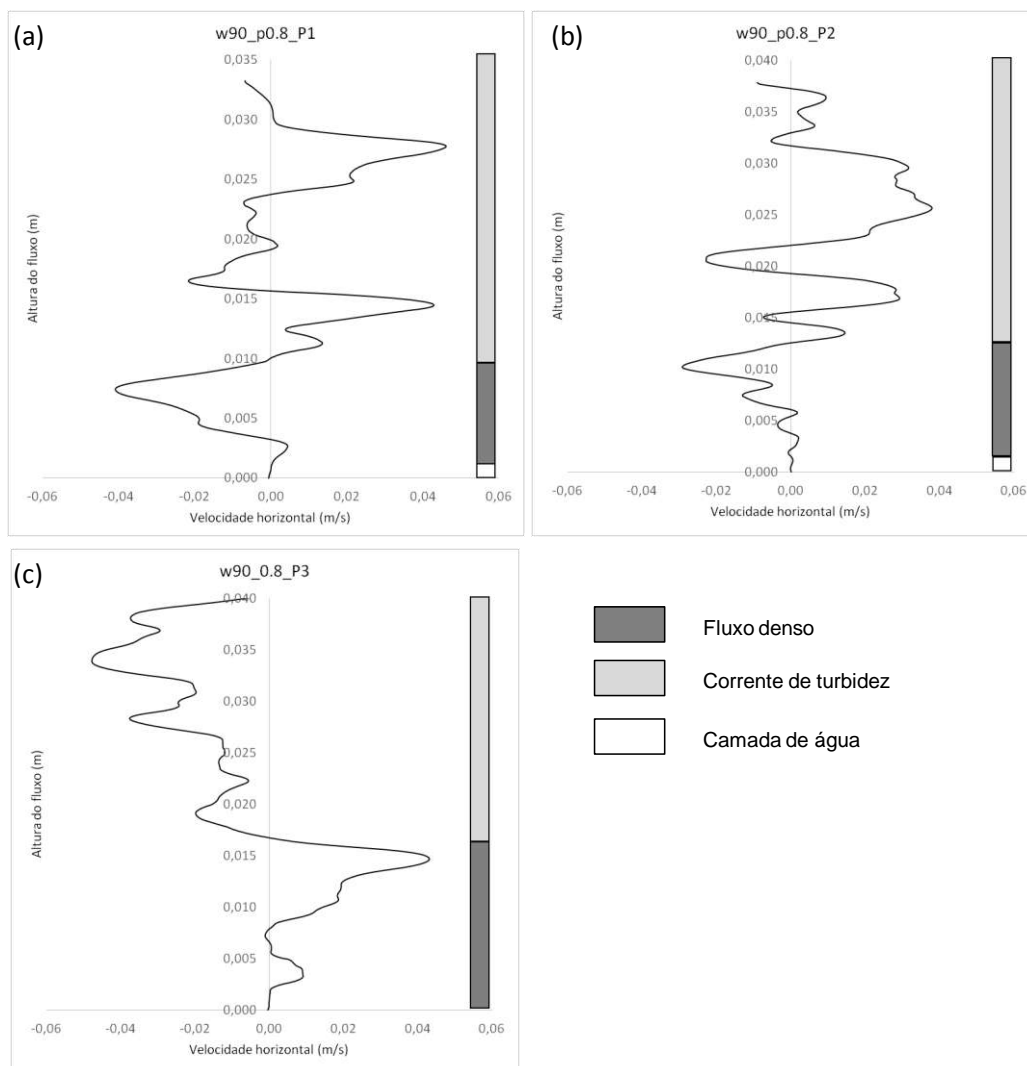 (a)
w90_p0.8_P1
0,035
0,030
0,025
0,020
0,015
0,010
0,005
0,000
Altura do fluxo (m)
-0,06 -0,04 -0,02 0,00 0,02 0,04 0,06
Velocidade horizontal (m/s)
(b)
w90_p0.8_P2
0,040
0,035
0,030
0,025
0,020
0,015
0,010
0,005
0,000
Altura do fluxo (m)
-0,06 -0,04 -0,02 0,00 0,02 0,04 0,06
Velocidade horizontal (m/s)
(c)
w90_0.8_P3
0,040
0,035
0,030
0,025
0,020
0,015
0,010
0,005
0,000
Altura do fluxo (m)
-0,06 -0,04 -0,02 0,00 0,02 0,04 0,06
Velocidade horizontal (m/s)
Fluxo denso
Corrente de turbidez
Camada de água